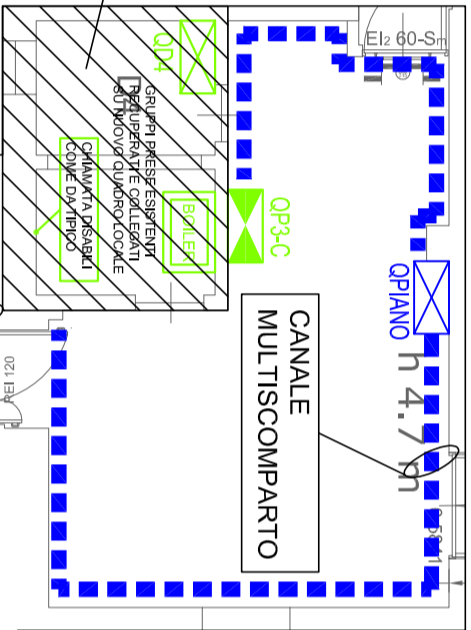 EI2 60-Sm
QD4
GRUPPI PRESE ESISTENTI
RECUPERATI E COLLEGATI
SU NUOVO QUADRO LOCALE
CHIAMATA DISABILI
COME DA TIPICO
BOILER
QP3-C
QPIANO
h 4.7 m
CANALE
MULTISCOMPARTO
REI 120